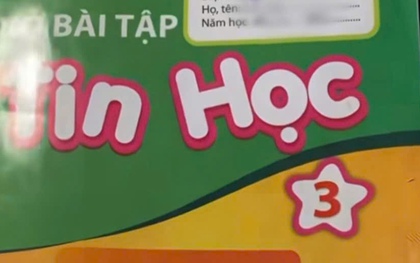 Họ, tên:
Năm học
BÀI TẬP
Tin Học
3